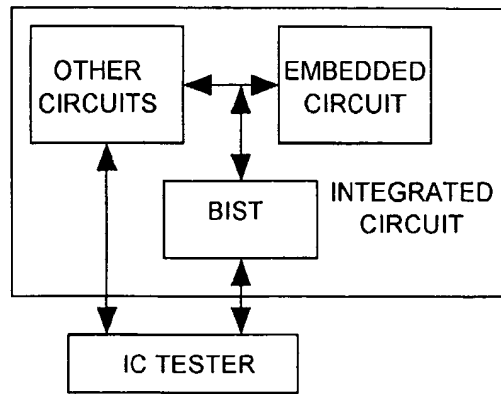 OTHER
CIRCUITS
EMBEDDED
CIRCUIT
BIST
INTEGRATED
CIRCUIT
IC TESTER